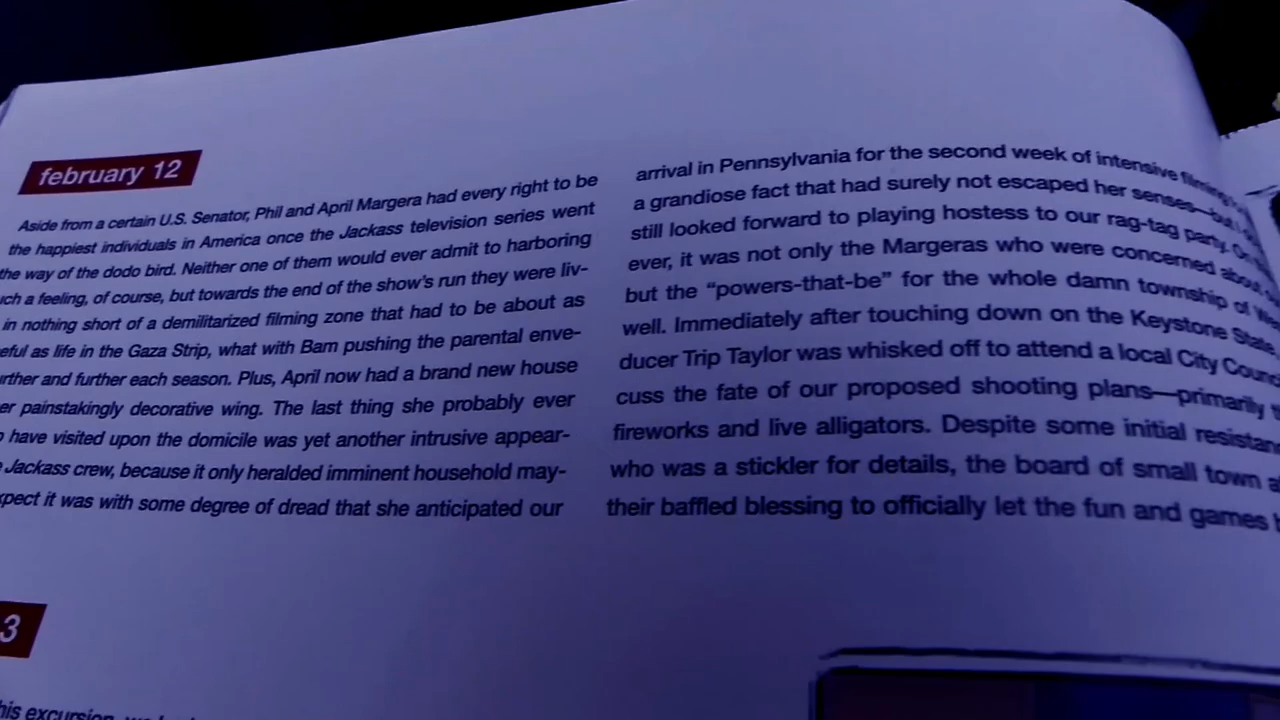 february 12
Aside from a certain U.S. Senator, Phil and April Margera had every right to be
the happiest individuals in America once the Jackass television series went
the way of the dodo bird. Neither one of them would ever admit to harboring
such a feeling, of course, but towards the end of the show's run they were liv-
in nothing short of a demilitarized filming zone that had to be about as
as life in the Gaza Strip, what with Bam pushing the parental enve-
further and further each season. Plus, April now had a brand new house
painstakingly decorative wing. The last thing she probably ever
have visited upon the domicile was yet another intrusive appear-
Jackass crew, because it only heralded imminent household may-
it was with some degree of dread that she anticipated our
arrival in Pennsylvania for the second week of intensive filming
a grandiose fact that had surely not escaped her senses—but
still looked forward to playing hostess to our rag-tag party.
ever, it was not only the Margeras who were concerned about
but the “powers-that-be” for the whole damn township of
well. Immediately after touching down on the Keystone State
ducer Trip Taylor was whisked off to attend a local City
cuss the fate of our proposed shooting plans—primarily
fireworks and live alligators. Despite some initial
who was a stickler for details, the board of small town
their baffled blessing to officially let the fun and games
3
excursion